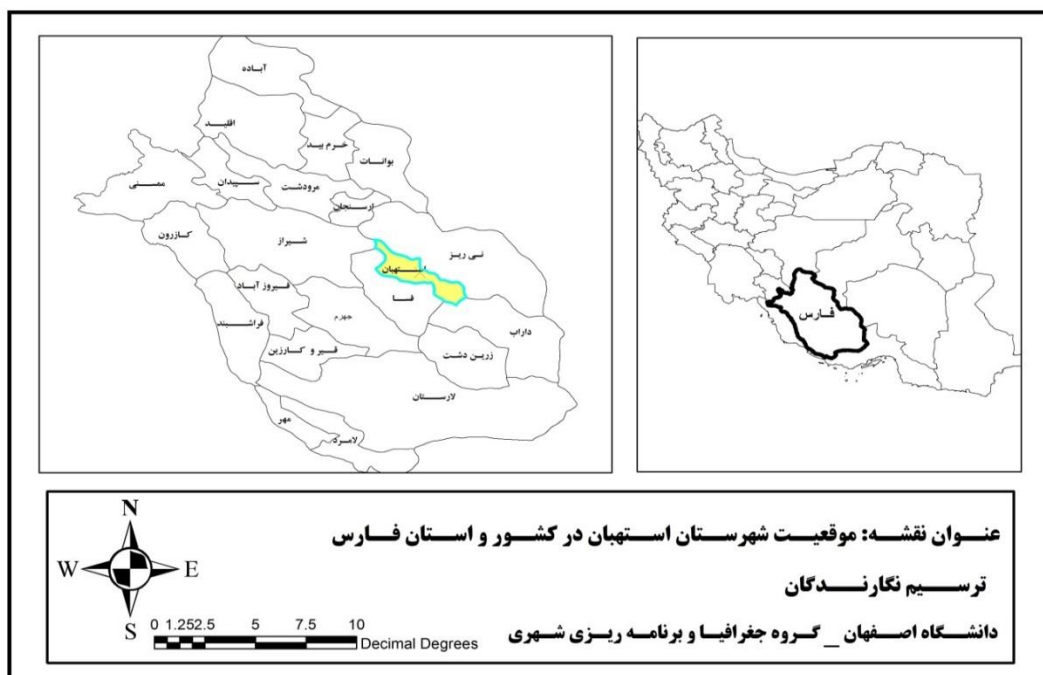 آباده
اقلید
خرم بید
بوانات
ممسنی
سپیدان
مرودشت
ارسنجان
کازرون
شیراز
نی ریز
استهبان
فسا
فیروز آباد
جهرم
فراشبند
داراب
قیر و کارزین
زرین دشت
لارستان
مهر
لامرد
فارس
N
W E
S
0 1.252.5 5 7.5 10
Decimal Degrees
عنوان نقشه: موقعیت شهرستان استهبان در کشور و استان فارس
ترسیم نگارندگان
دانشگاه اصفهان _ گروه جغرافیا و برنامه ریزی شهری